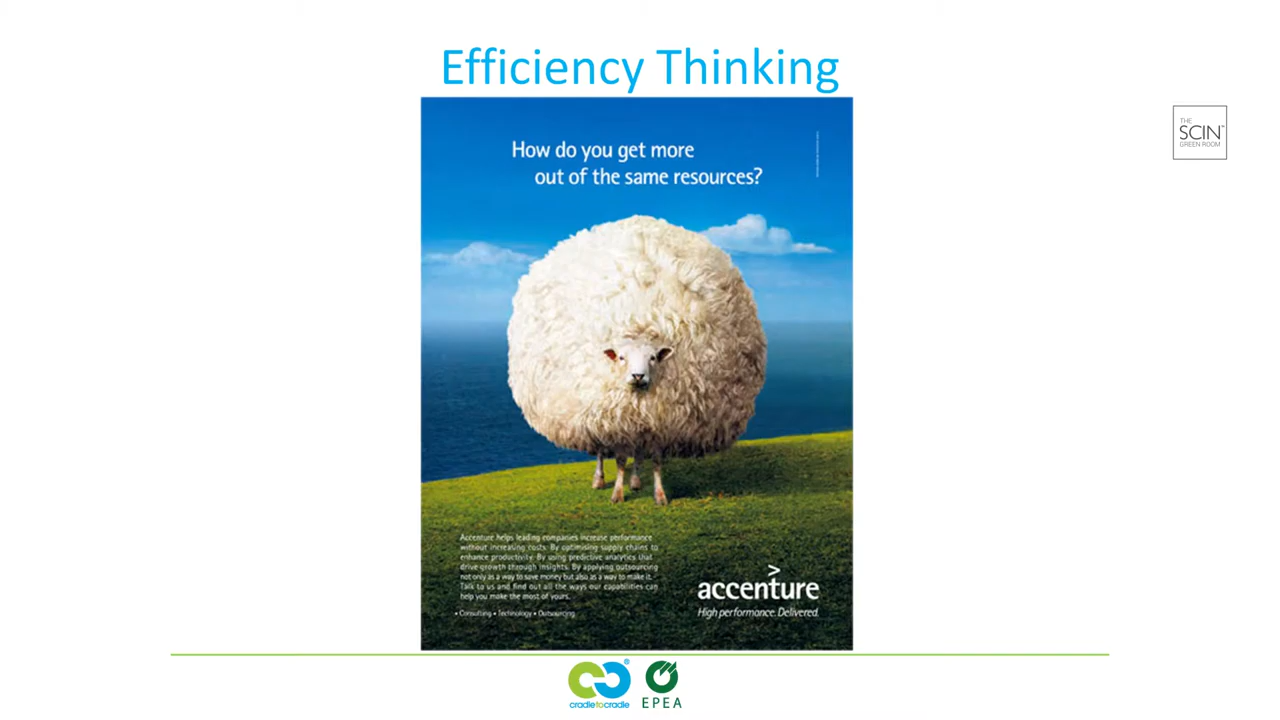 Efficiency Thinking
THE
SCIN™
GREEN ROOM
How do you get more
out of the same resources?
Accenture helps leading companies increase performance
without increasing costs. By optimising supply chains to
enhance productivity. By using predictive analytics that
drive growth through insights. By applying outsourcing
not only as a way to save money but also as a way to make it.
Talk to us and find out all the ways our capabilities can
help you make the most of yours.
• Consulting • Technology • Outsourcing
>
accenture
High performance. Delivered.
®
cradletocradle
EPEA